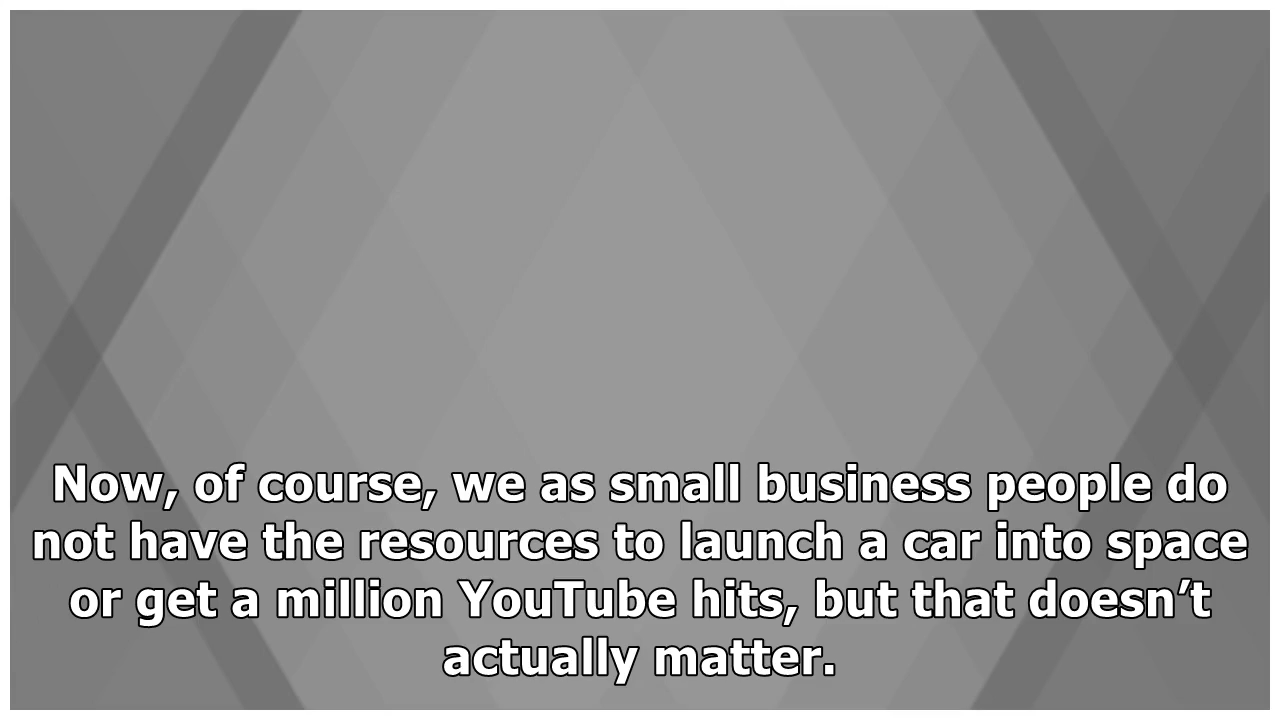 Now, of course, we as small business people do
not have the resources to launch a car into space
or get a million YouTube hits, but that doesn’t
actually matter.